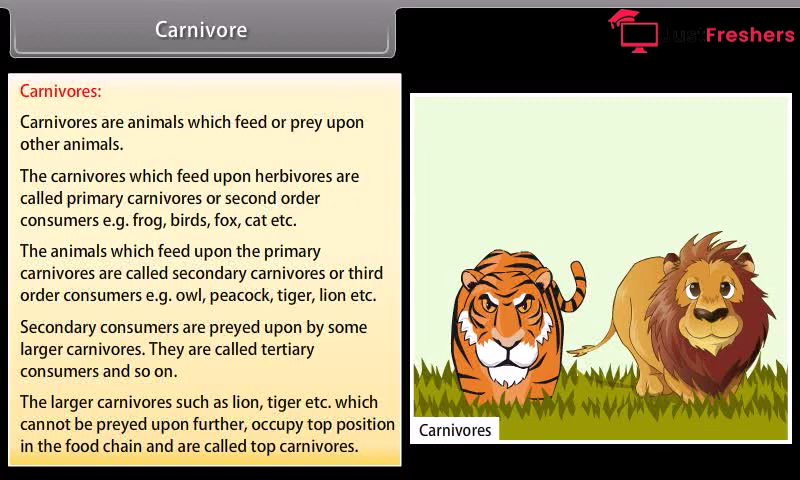 Carnivore
JustFreshers
Carnivores:
Carnivores are animals which feed or prey upon
other animals.
The carnivores which feed upon herbivores are
called primary carnivores or second order
consumers e.g. frog, birds, fox, cat etc.
The animals which feed upon the primary
carnivores are called secondary carnivores or third
order consumers e.g. owl, peacock, tiger, lion etc.
Secondary consumers are preyed upon by some
larger carnivores. They are called tertiary
consumers and so on.
The larger carnivores such as lion, tiger etc. which
cannot be preyed upon further, occupy top position
in the food chain and are called top carnivores.
Carnivores